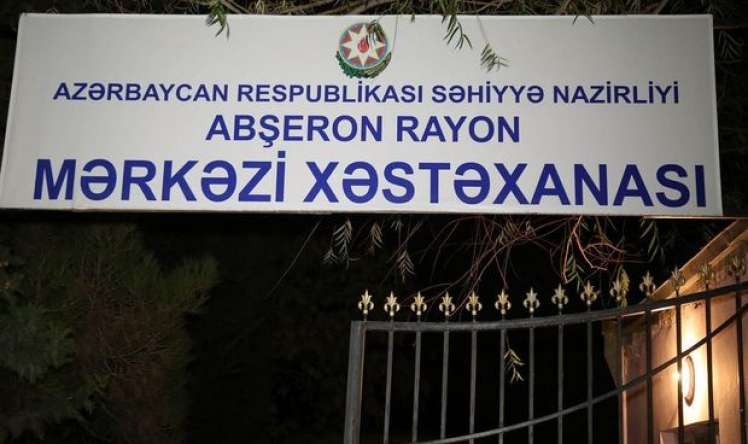 AZƏRBAYCAN RESPUBLİKASI SƏHİYYƏ NAZİRLİYİ
ABŞERON RAYON
MƏRKƏZİ XƏSTƏXANASI